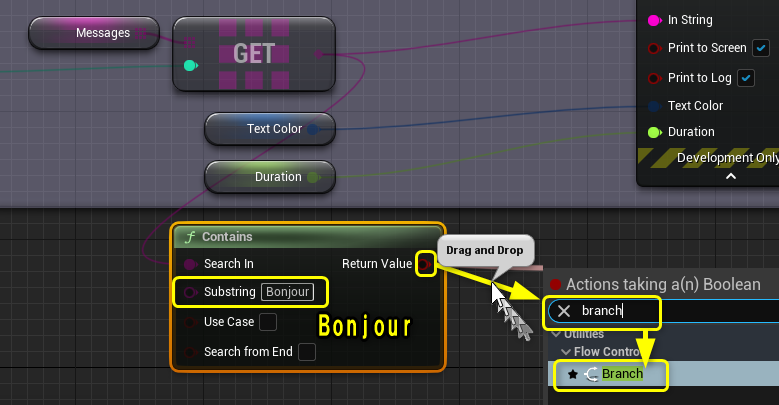 Messages
GET
In String
Print to Screen
Print to Log
Text Color
Text Color
Duration
Duration
Development Only
Contains
Search In
Return Value
Drag and Drop
Substring Bonjour
Bonjour
Use Case
Search from End
Actions taking a(n) Boolean
branch
Utilities
Flow Control
Branch